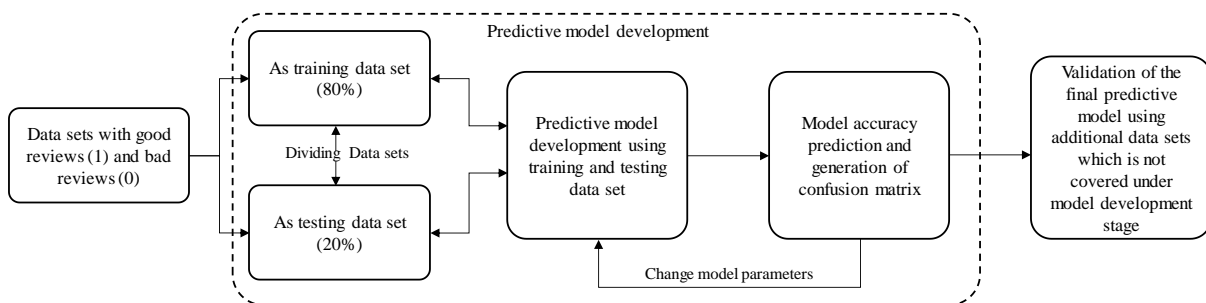 Predictive model development
Data sets with good
reviews (1) and bad
reviews (0)
As training data set
(80%)
Dividing Data sets
As testing data set
(20%)
Predictive model
development using
training and testing
data set
Model accuracy
prediction and
generation of
confusion matrix
Change model parameters
Validation of the
final predictive
model using
additional data sets
which is not
covered under
model development
stage